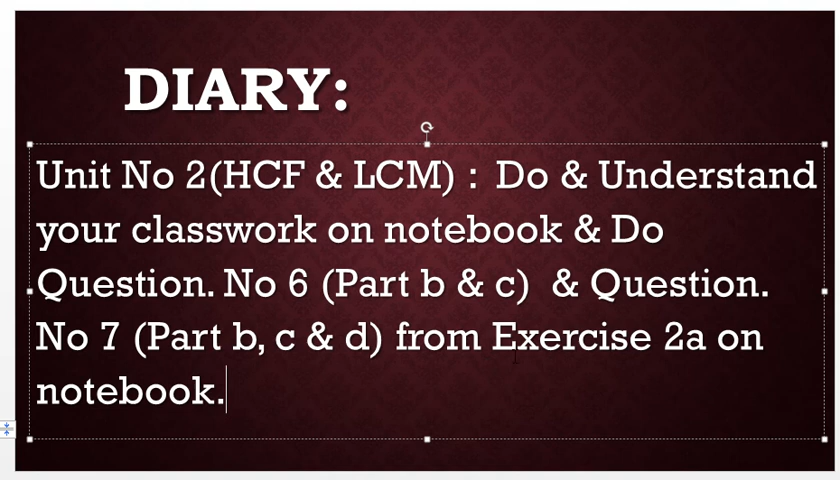 DIARY:
Unit No 2(HCF & LCM) :  Do & Understand
your classwork on notebook & Do
Question. No 6 (Part b & c)  & Question.
No 7 (Part b, c & d) from Exercise 2a on
notebook.